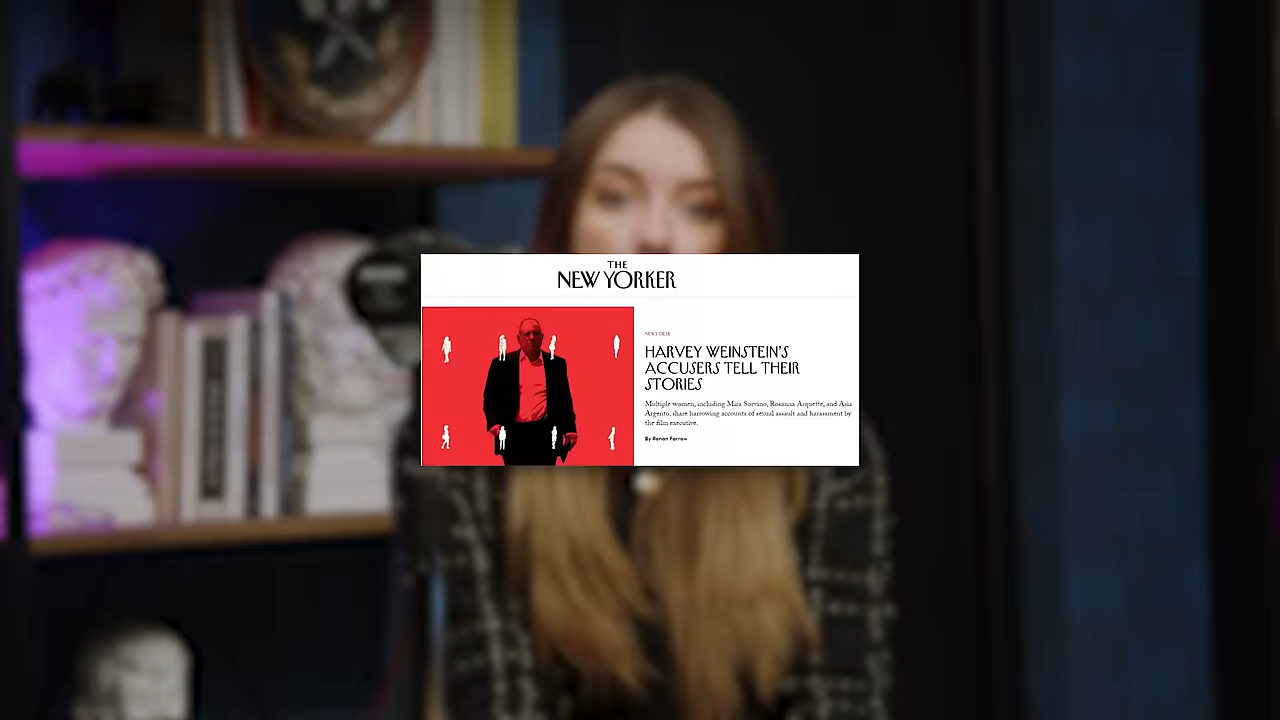 THE
NEW YORKER
NEWS DESK
HARVEY WEINSTEIN'S
ACCUSERS TELL THEIR
STORIES
Multiple women, including Mira Sorvino, Rosanna Arquette, and Asia
Argento, share harrowing accounts of sexual assault and harassment by
the film executive.
By Ronan Farrow